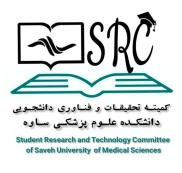 SRC
کمیته تحقیقات و فناوری دانشجویی
دانشکده علوم پزشکی ساوه
Student Research and Technology Committee
of Saveh University of Medical Sciences